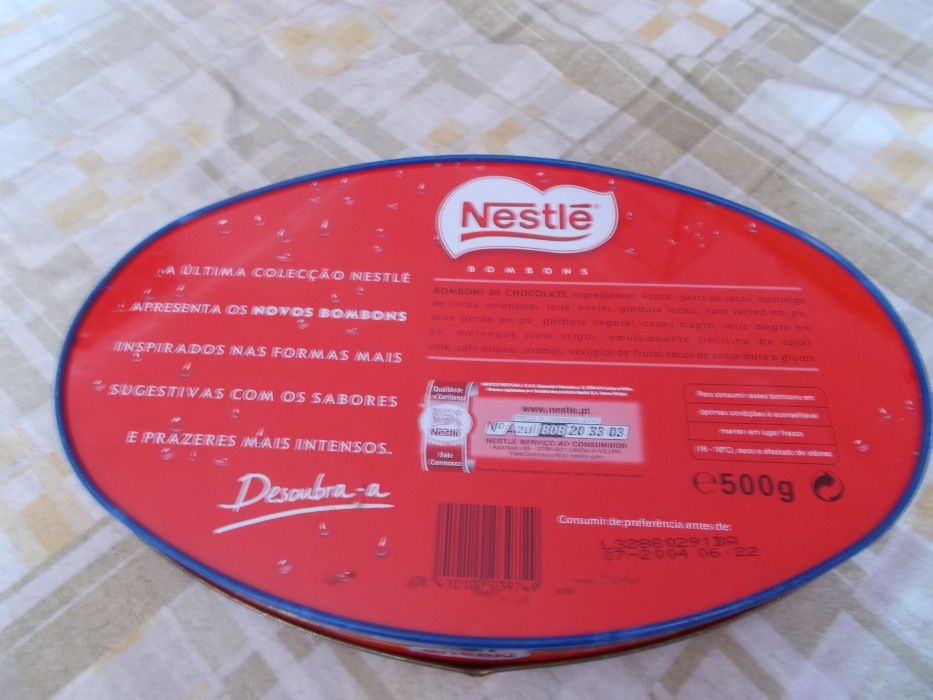 A ÚLTIMA COLECÇÃO NESTLÉ
APRESENTA OS NOVOS BOMBONS
INSPIRADOS NAS FORMAS MAIS
SUGESTIVAS COM OS SABORES
E PRAZERES MAIS INTENSOS.
Descubra-a
Nestlé®
BOMBONS
BOMBONS DE CHOCOLATE. Ingredientes: Açúcar, pasta de cacau, manteiga
de cacau, amêndoas, leite, avelãs, gordura láctea, soro lácteo em pó,
leite gordo em pó, gordura vegetal, cacau magro, leite magro em
pó, merengue (com trigo), emulsionante (lecitina de soja),
café, café solúvel, aromas, vestígios de frutos secos de casca dura e glúten.
Qualidade
e Confiança
Nestlé
Fale
Connosco
www.nestle.pt
Nº Azul 808 20 33 03
NESTLÉ SERVIÇO AO CONSUMIDOR
Para consumir estes bombons em
óptimas condições é aconselhável
manter em lugar fresco
(16 - 18ºC), seco e afastado de odores.
e 500g
Consumir de preferência antes de:
L32880291BA
07-2004 06:22
8 410100 039749